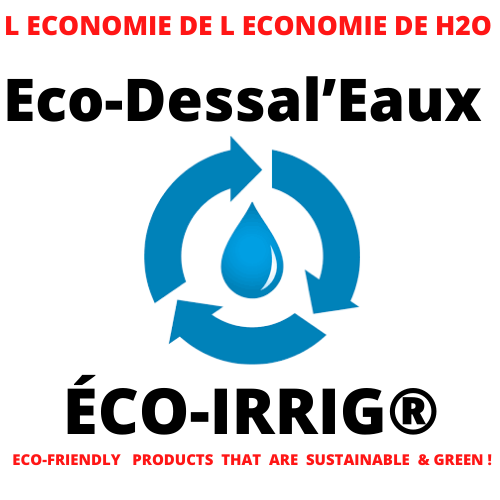 L ECONOMIE DE L ECONOMIE DE H2O
Eco-Dessal’Eaux
ÉCO-IRRIG®
ECO-FRIENDLY PRODUCTS THAT ARE SUSTAINABLE & GREEN !